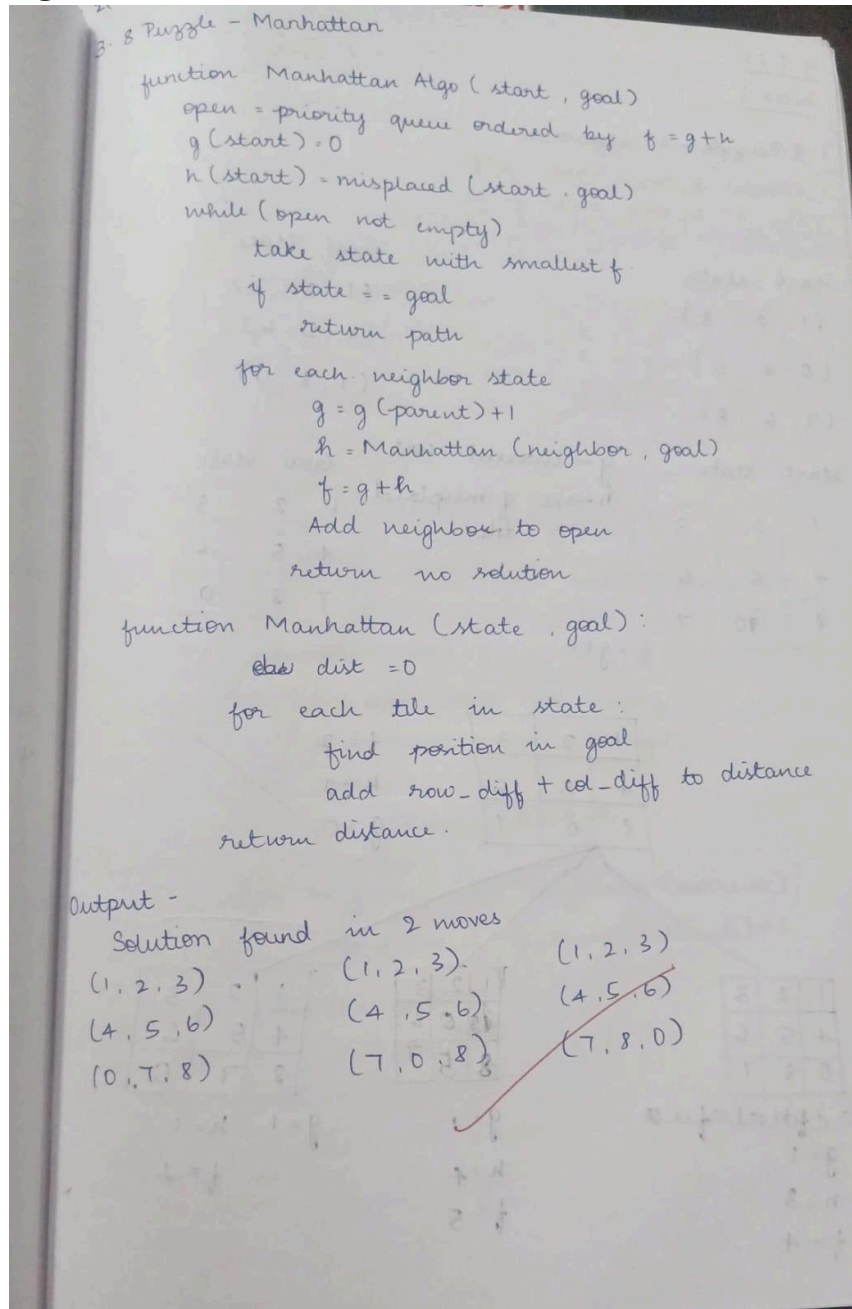 3. 8 Puzzle - Manhattan
function Manhattan Algo ( start , goal)
open = priority queue ordered by f = g+h
g (start) = 0
h (start) = misplaced (start , goal)
while (open not empty)
take state with smallest f
if state == goal
return path
for each neighbor state
g = g (parent) +1
h = Manhattan (neighbor , goal)
f = g+h
Add neighbor to open
return no solution
function Manhattan (state , goal) :
dist =0
for each tile in state :
find position in goal
add row_diff + col_diff to distance
return distance.
Output -
Solution found in 2 moves
(1, 2, 3) (1, 2, 3) (1, 2, 3)
(4, 5, 6) (4, 5, 6) (4, 5, 6)
(0, 7, 8) (7, 0, 8) (7, 8, 0)